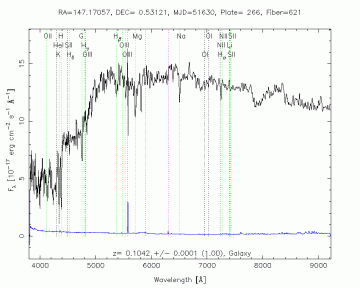 RA=147.17057, DEC= 0.53121, MJD=51630, Plate= 266, Fiber=621
OII H G Hβ Mg Na OI NII SII
HeI SII Hγ OIII NII Li
K Hδ OIII OIII OI Hα SII
15
10
5
0
Fλ [10⁻¹⁷ erg cm⁻² s⁻¹ Å⁻¹]
z= 0.1042 +/- 0.0001 (1.00), Galaxy
4000 5000 6000 7000 8000 9000
Wavelength [Å]